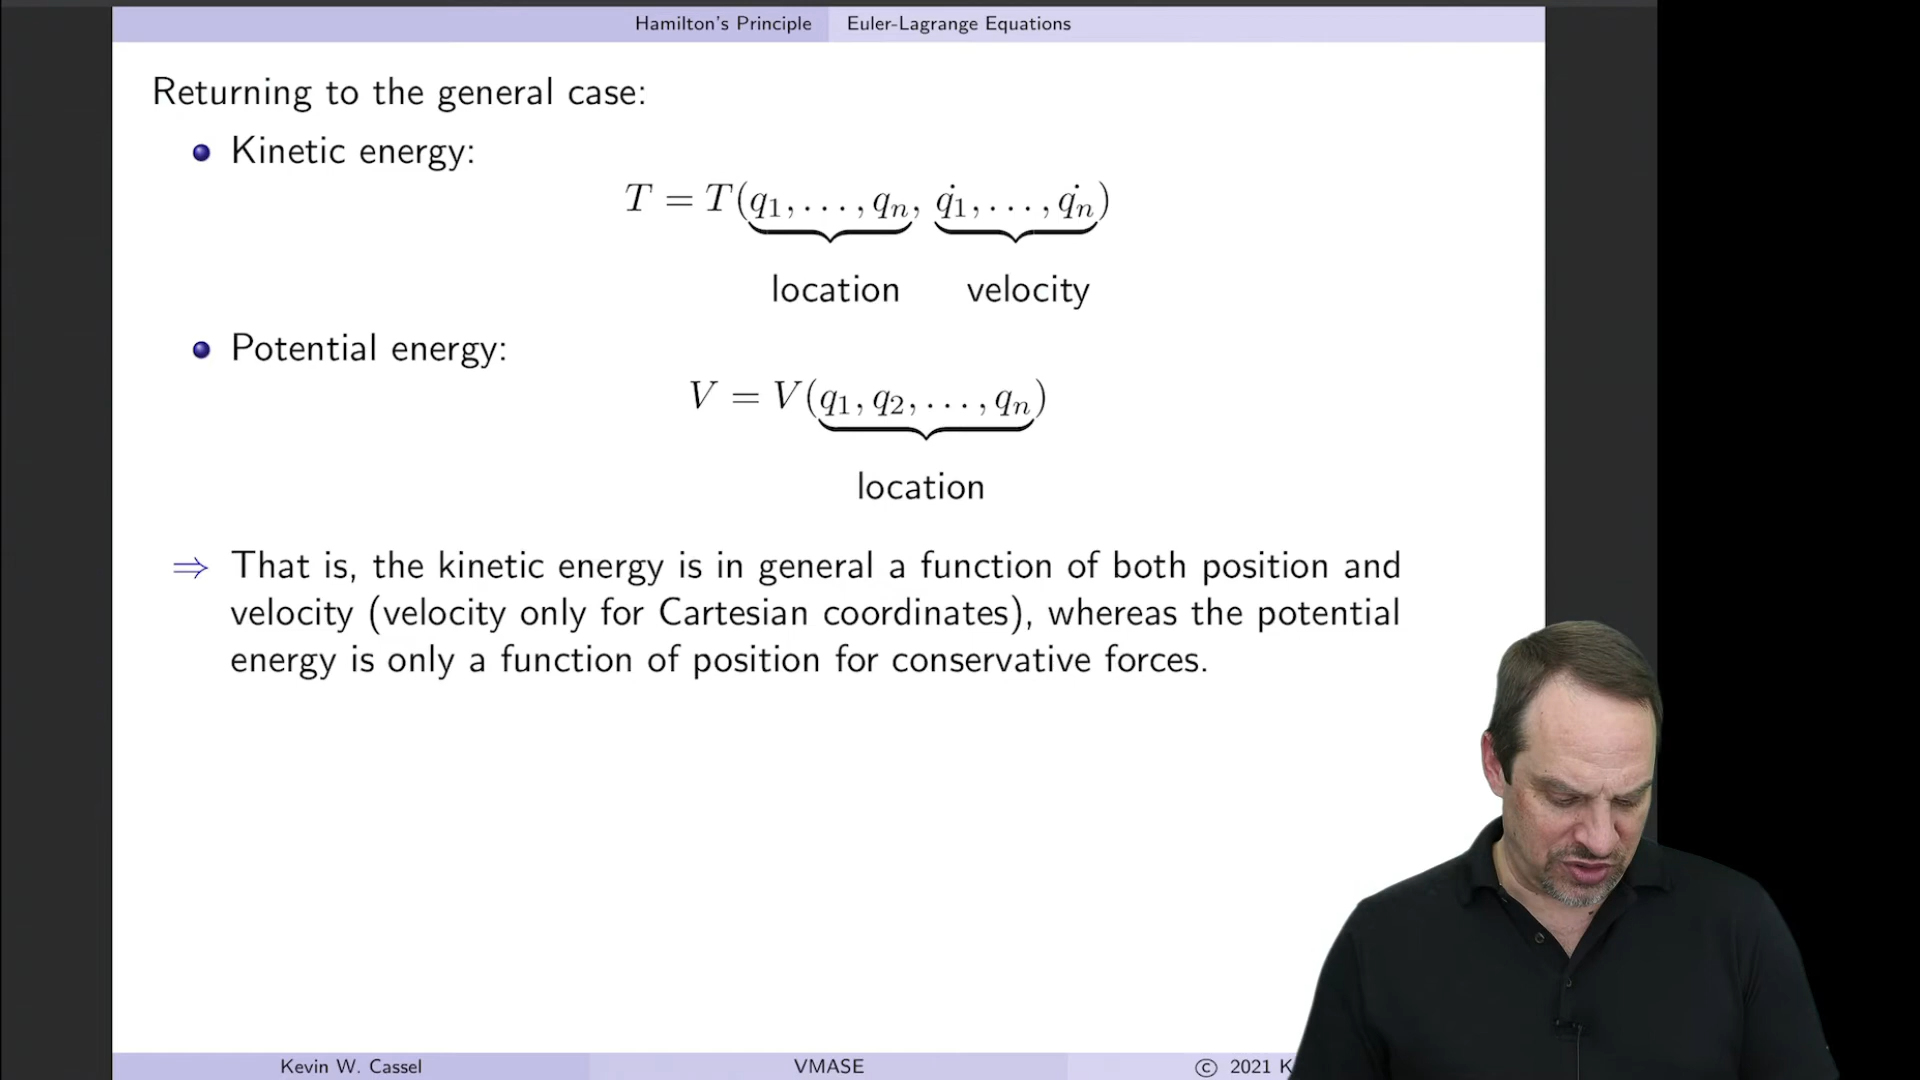 Hamilton's Principle Euler-Lagrange Equations
Returning to the general case:
Kinetic energy:
T = T(q₁, . . . , qₙ, q̇₁, . . . , q̇ₙ)
location velocity
Potential energy:
V = V(q₁, q₂, . . . , qₙ)
location
⇒ That is, the kinetic energy is in general a function of both position and
velocity (velocity only for Cartesian coordinates), whereas the potential
energy is only a function of position for conservative forces.
Kevin W. Cassel VMASE © 2021 K